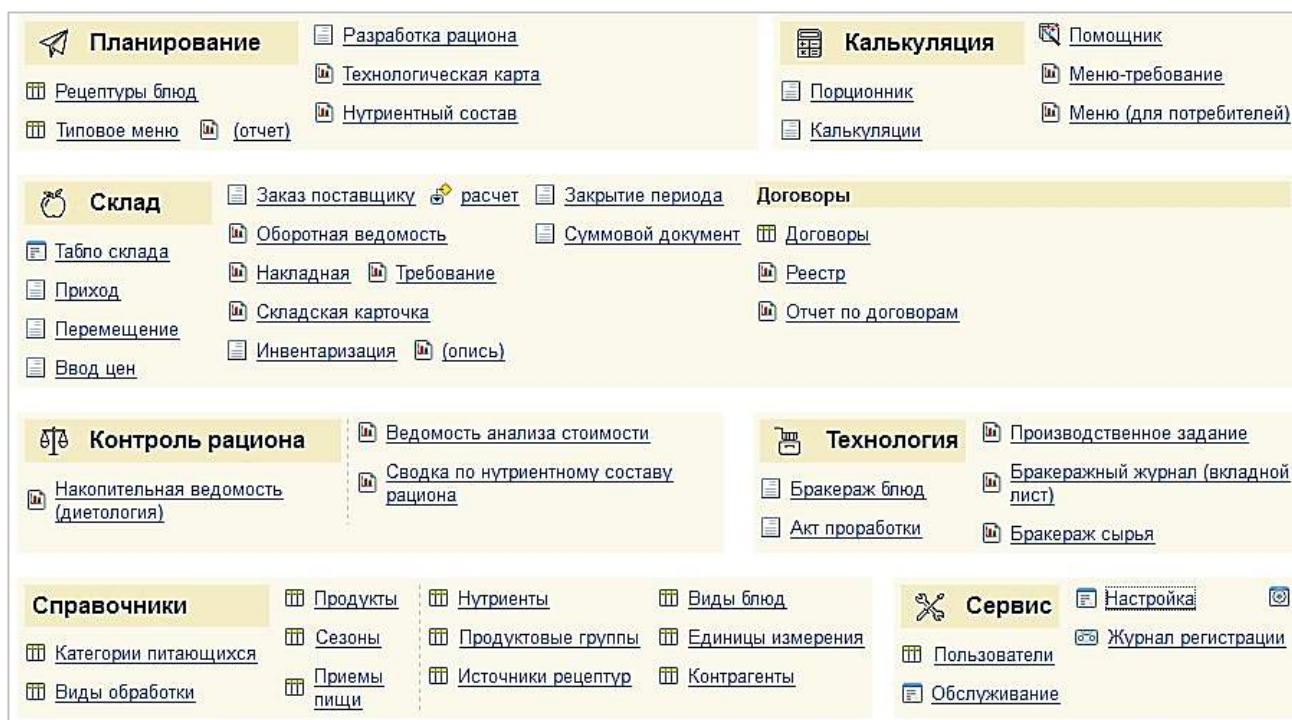 Планирование
Рецептуры блюд
Типовое меню (отчет)
Разработка рациона
Технологическая карта
Нутриентный состав
Калькуляция
Порционник
Калькуляции
Помощник
Меню-требование
Меню (для потребителей)
Склад
Табло склада
Приход
Перемещение
Ввод цен
Заказ поставщику расчет
Оборотная ведомость
Накладная Требование
Складская карточка
Инвентаризация (опись)
Закрытие периода
Суммовой документ
Договоры
Договоры
Реестр
Отчет по договорам
Контроль рациона
Накопительная ведомость
(диетология)
Ведомость анализа стоимости
Сводка по нутриентному составу
рациона
Технология
Бракераж блюд
Акт проработки
Производственное задание
Бракеражный журнал (вкладной
лист)
Бракераж сырья
Справочники
Категории питающихся
Виды обработки
Продукты
Сезоны
Приемы
пищи
Нутриенты
Продуктовые группы
Источники рецептур
Виды блюд
Единицы измерения
Контрагенты
Сервис
Пользователи
Обслуживание
Настройка
Журнал регистрации